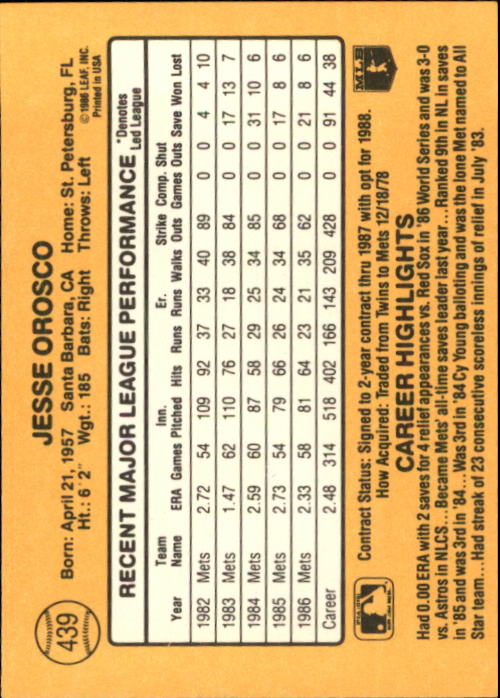 439
JESSE OROSCO
Born: April 21, 1957 Santa Barbara, CA Home: St. Petersburg, FL
Ht.: 6' 2" Wgt.: 185 Bats: Right Throws: Left
©1986 LEAF, INC.
Printed in USA
RECENT MAJOR LEAGUE PERFORMANCE
*Denotes
Led League
Team Inn. Er. Strike Comp. Shut
Year Name ERA Games Pitched Hits Runs Runs Walks Outs Games Outs Save Won Lost
1982 Mets 2.72 54 109 92 37 33 40 89 0 0 4 4 10
1983 Mets 1.47 62 110 76 27 18 38 84 0 0 17 13 7
1984 Mets 2.59 60 87 58 29 25 34 85 0 0 31 10 6
1985 Mets 2.73 54 79 66 26 24 34 68 0 0 17 8 6
1986 Mets 2.33 58 81 64 23 21 35 62 0 0 21 8 6
Career 2.48 314 518 402 166 143 209 428 0 0 91 44 38
Contract Status: Signed to 2-year contract thru 1987 with opt for 1988.
How Acquired: Traded from Twins to Mets 12/18/78
MLB
CAREER HIGHLIGHTS
Had 0.00 ERA with 2 saves for 4 relief appearances vs. Red Sox in '86 World Series and was 3-0
vs. Astros in NLCS...Became Mets' all-time saves leader last year...Ranked 9th in NL in saves
in '85 and was 3rd in '84...Was 3rd in '84 Cy Young balloting and was the lone Met named to All
Star team...Had streak of 23 consecutive scoreless innings of relief in July '83.